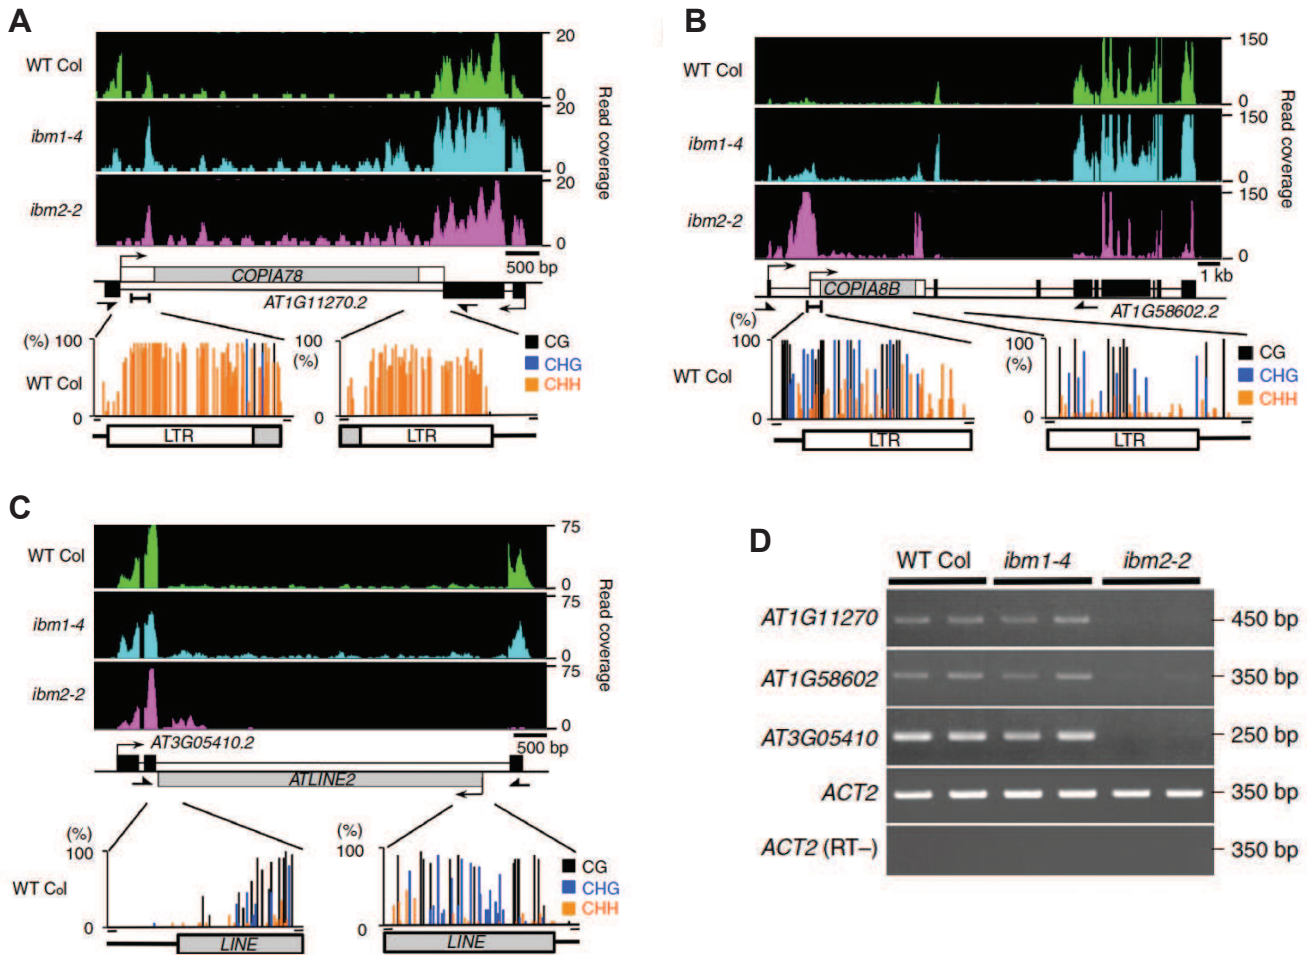 A
WT Col
ibm1-4
ibm2-2
20
0
20
0
20
0
Read coverage
500 bp
COPIA78
AT1G11270.2
(%) 100
WT Col
0
100
(%)
0
CG
CHG
CHH
LTR
LTR
B
WT Col
ibm1-4
ibm2-2
150
0
150
0
150
0
Read coverage
1 kb
COPIA8B
AT1G58602.2
(%)
100
WT Col
0
100
(%)
0
CG
CHG
CHH
LTR
LTR
C
WT Col
ibm1-4
ibm2-2
75
0
75
0
75
0
Read coverage
500 bp
AT3G05410.2
ATLINE2
(%)
100
WT Col
0
(%)
100
0
CG
CHG
CHH
LINE
LINE
D
WT Col ibm1-4 ibm2-2
AT1G11270 450 bp
AT1G58602 350 bp
AT3G05410 250 bp
ACT2 350 bp
ACT2 (RT–) 350 bp